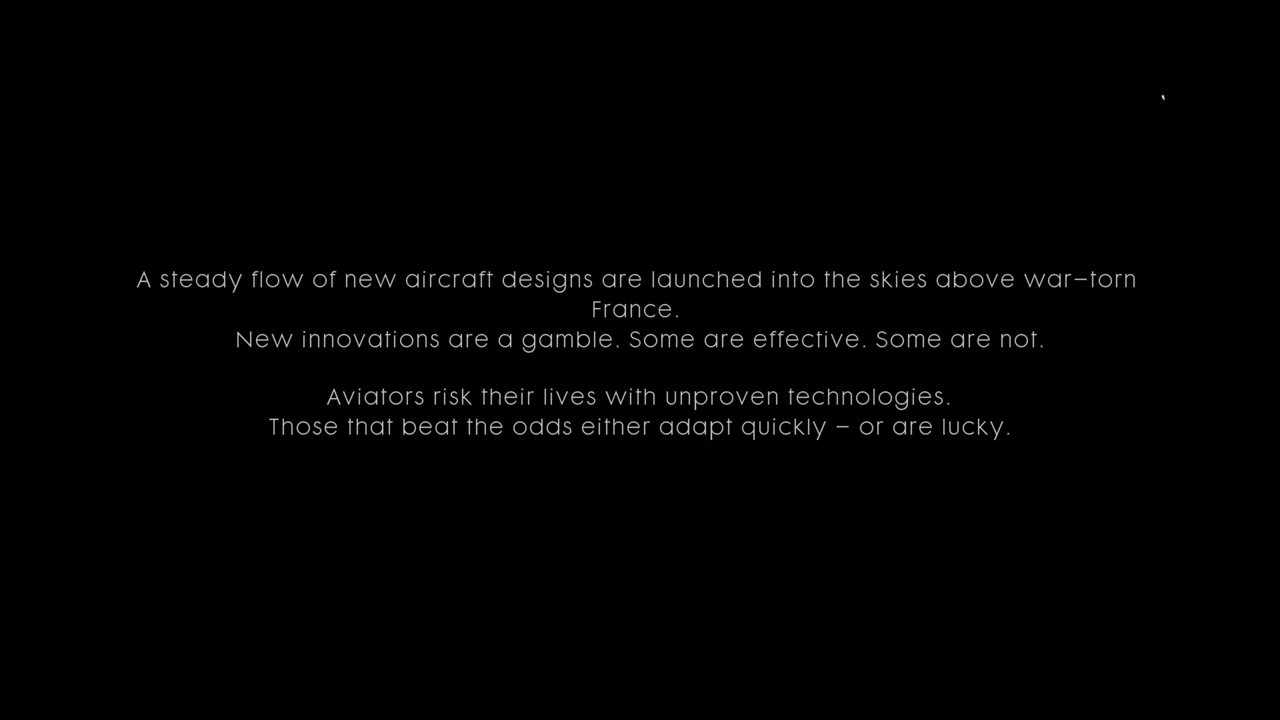 A steady flow of new aircraft designs are launched into the skies above war–torn
France.
New innovations are a gamble. Some are effective. Some are not.
Aviators risk their lives with unproven technologies.
Those that beat the odds either adapt quickly – or are lucky.